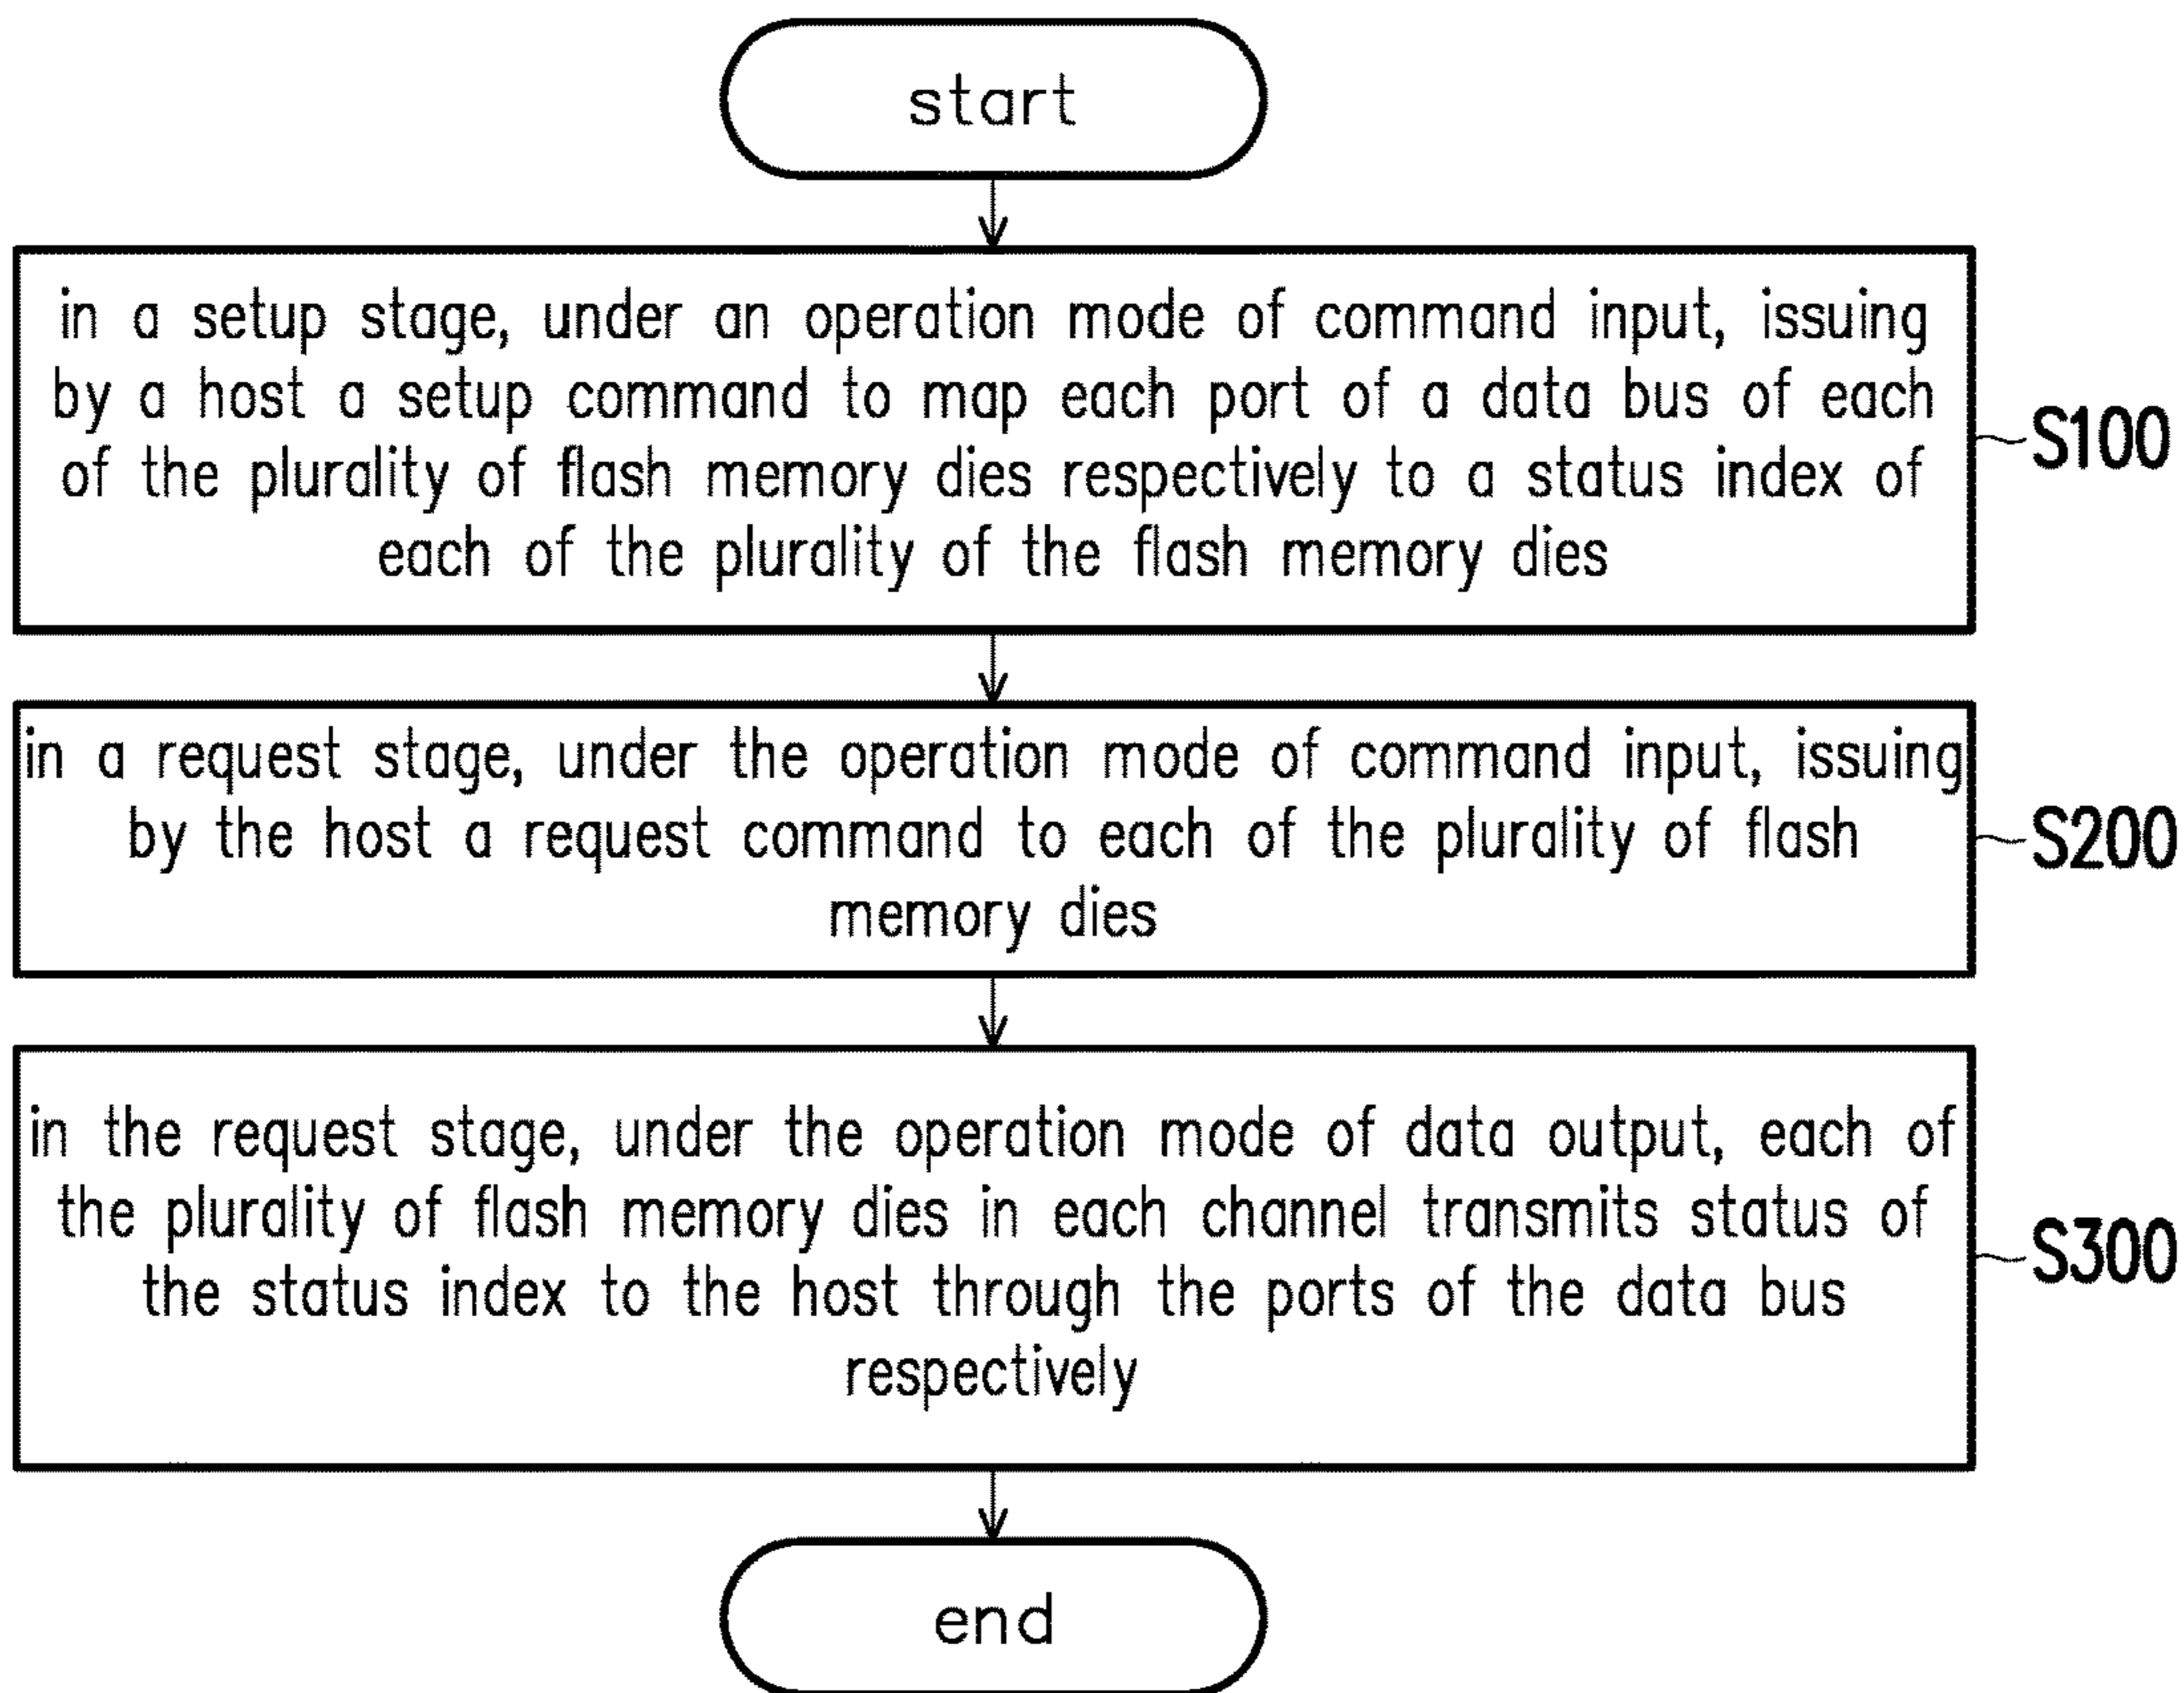 start
in a setup stage, under an operation mode of command input, issuing
by a host a setup command to map each port of a data bus of each
of the plurality of flash memory dies respectively to a status index of
each of the plurality of the flash memory dies
S100
in a request stage, under the operation mode of command input, issuing
by the host a request command to each of the plurality of flash
memory dies
S200
in the request stage, under the operation mode of data output, each of
the plurality of flash memory dies in each channel transmits status of
the status index to the host through the ports of the data bus
respectively
S300
end